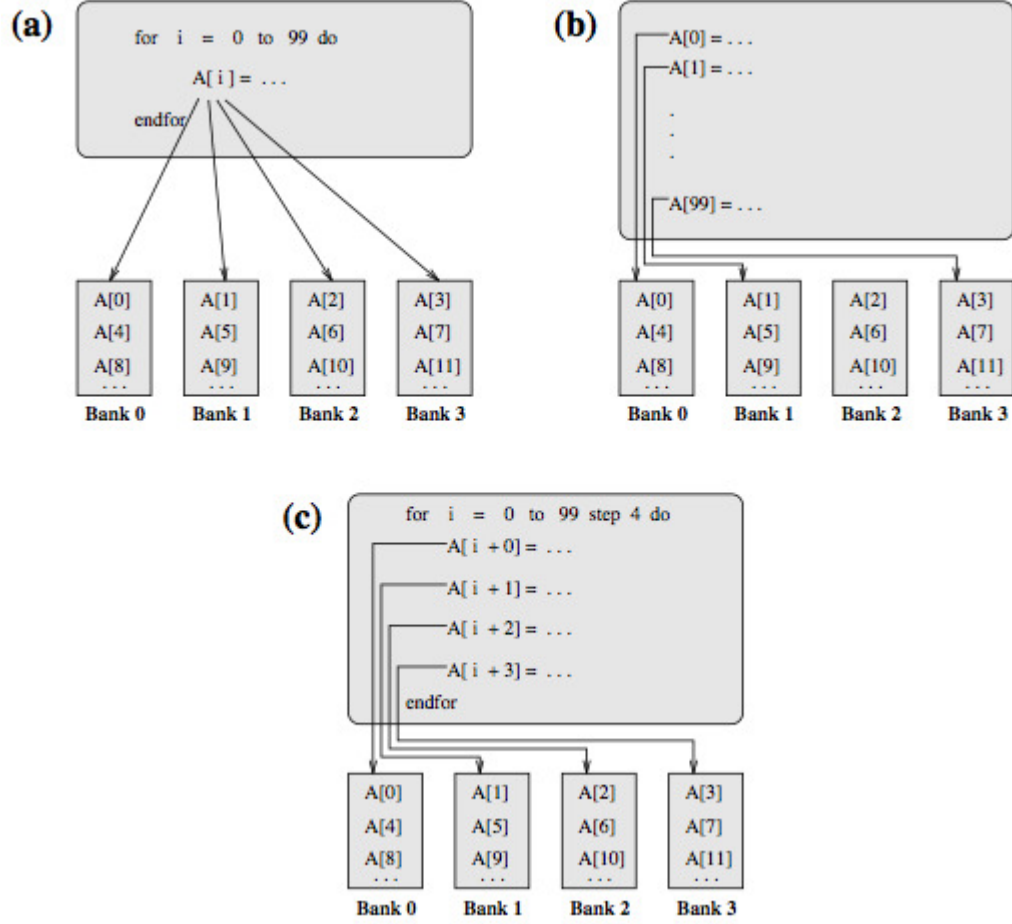 (a)
for i = 0 to 99 do
A[ i ] = ...
endfor
A[0] A[1] A[2] A[3]
A[4] A[5] A[6] A[7]
A[8] A[9] A[10] A[11]
... ... ... ...
Bank 0 Bank 1 Bank 2 Bank 3
(b)
A[0] = ...
A[1] = ...
.
.
.
A[99] = ...
A[0] A[1] A[2] A[3]
A[4] A[5] A[6] A[7]
A[8] A[9] A[10] A[11]
... ... ... ...
Bank 0 Bank 1 Bank 2 Bank 3
(c)
for i = 0 to 99 step 4 do
A[ i + 0] = ...
A[ i + 1] = ...
A[ i + 2] = ...
A[ i + 3] = ...
endfor
A[0] A[1] A[2] A[3]
A[4] A[5] A[6] A[7]
A[8] A[9] A[10] A[11]
... ... ... ...
Bank 0 Bank 1 Bank 2 Bank 3